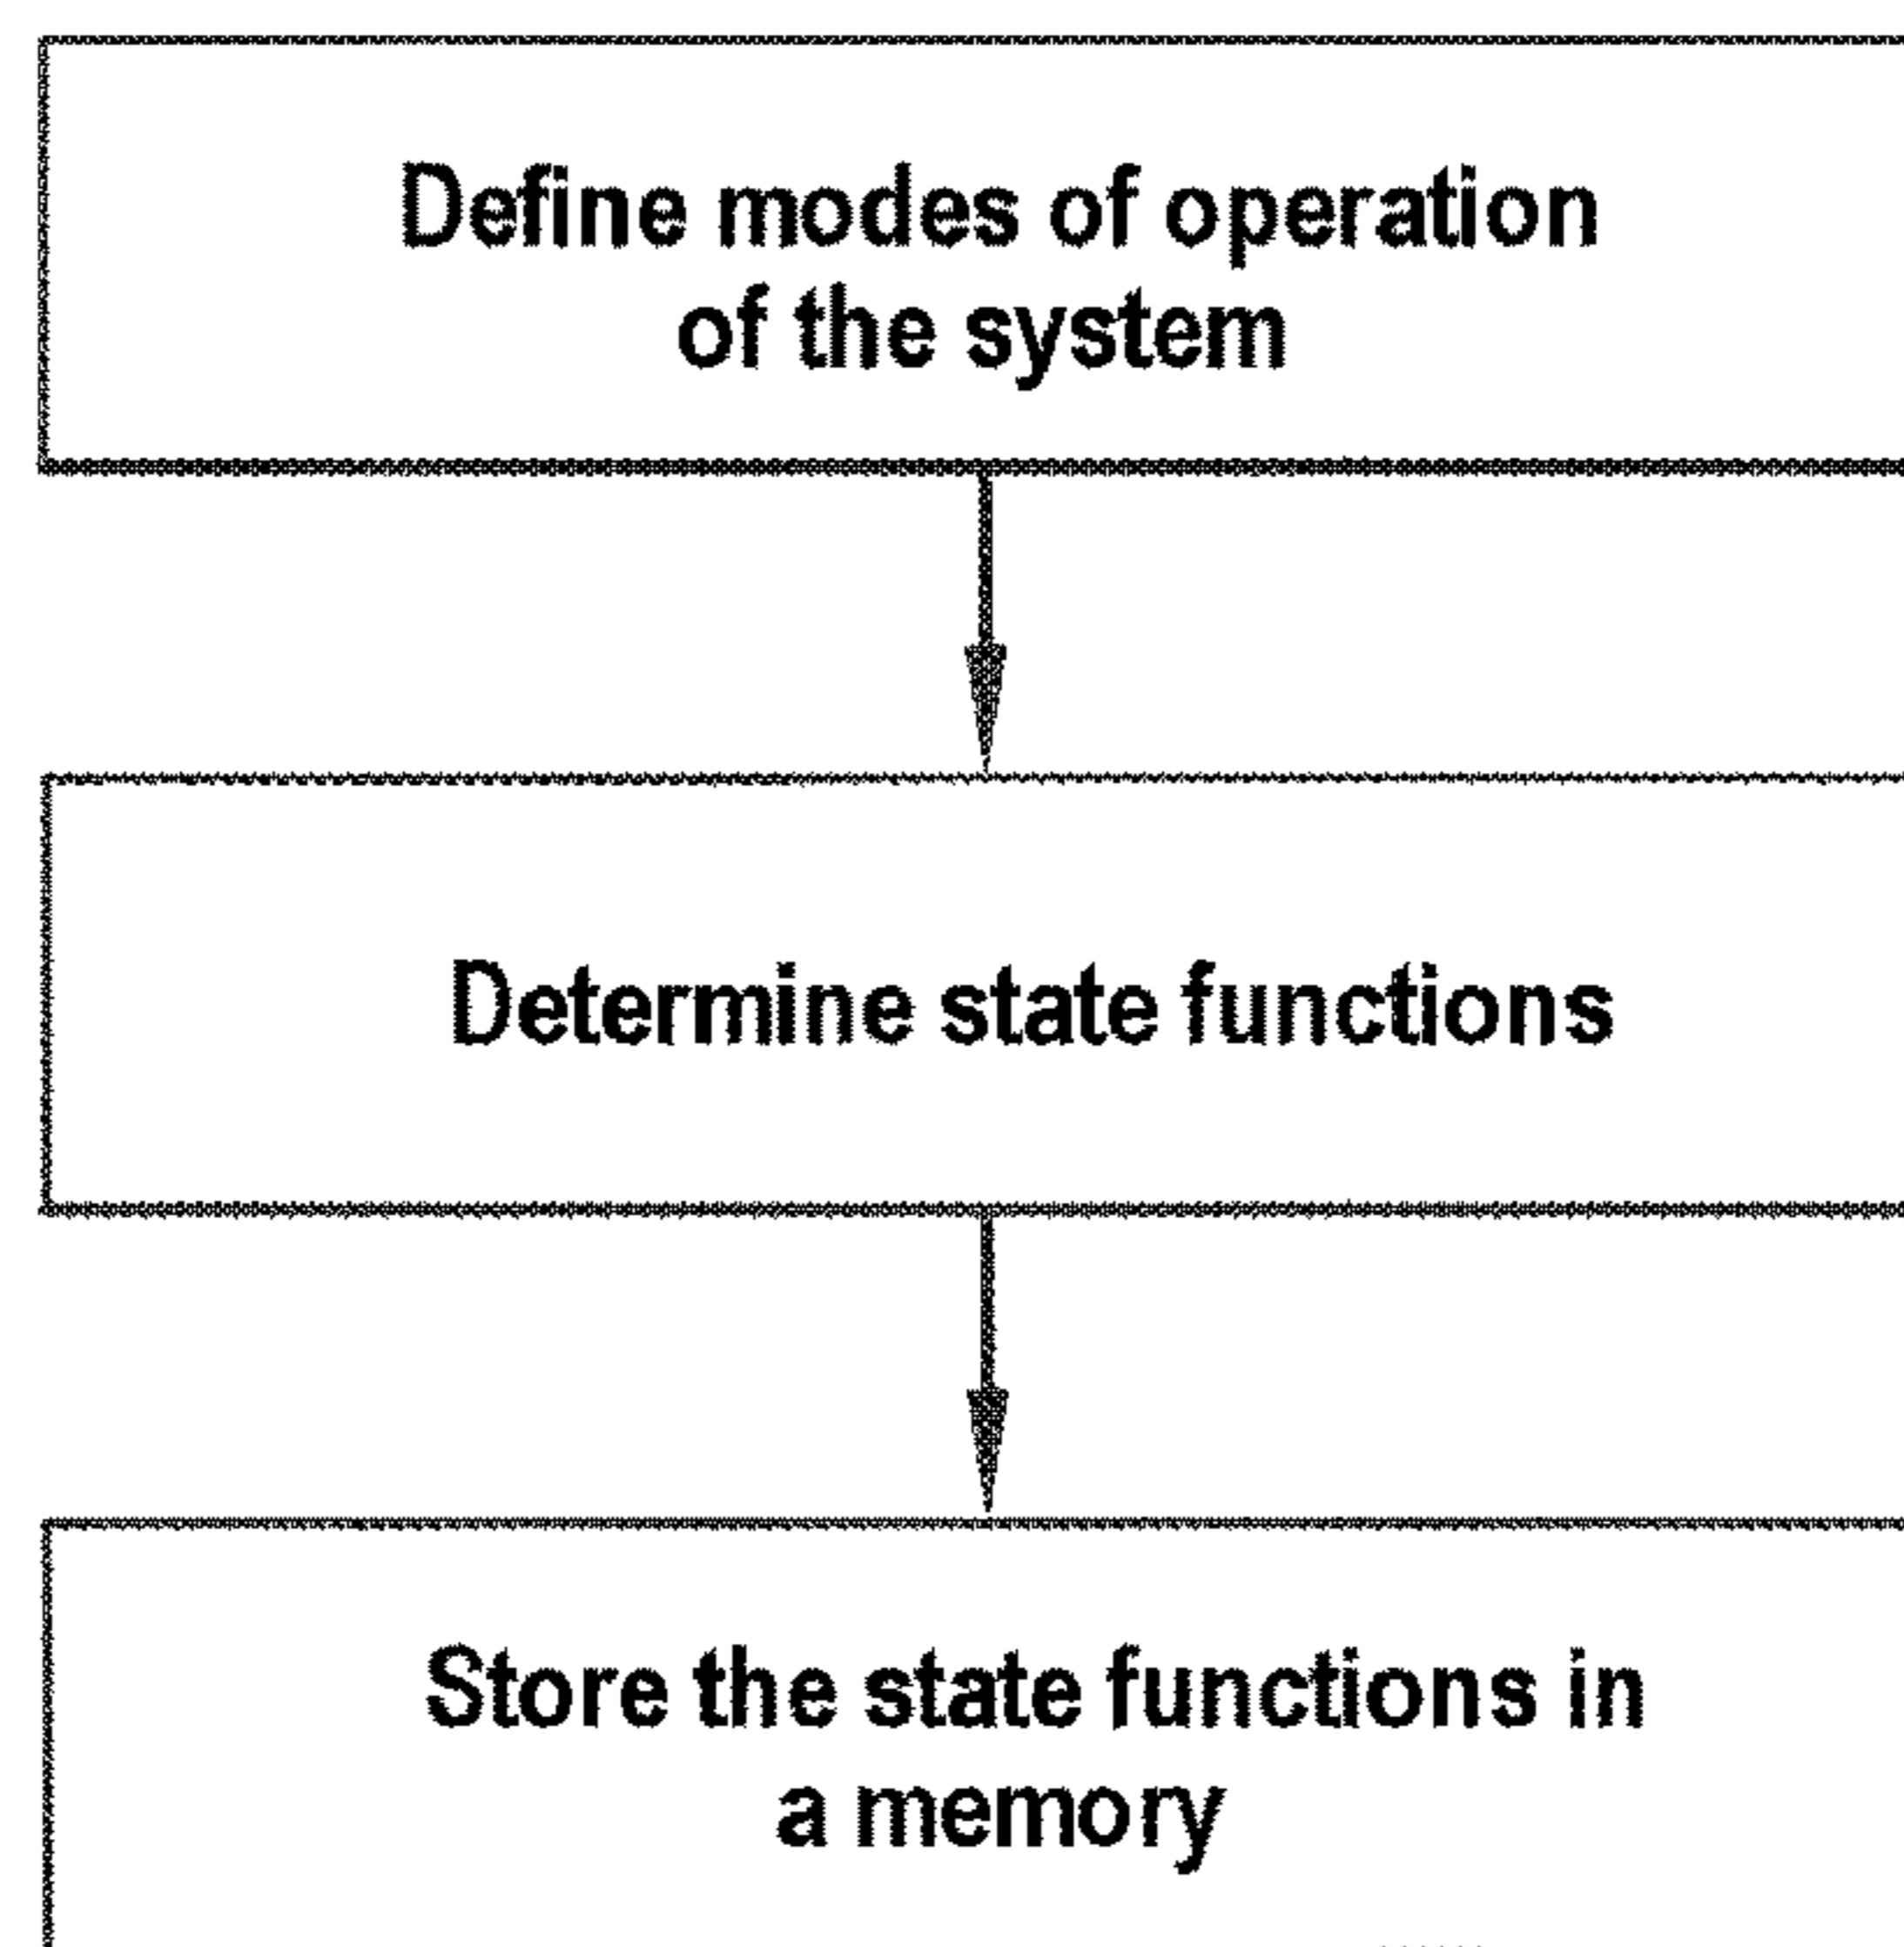 Define modes of operation
of the system
Determine state functions
Store the state functions in
a memory